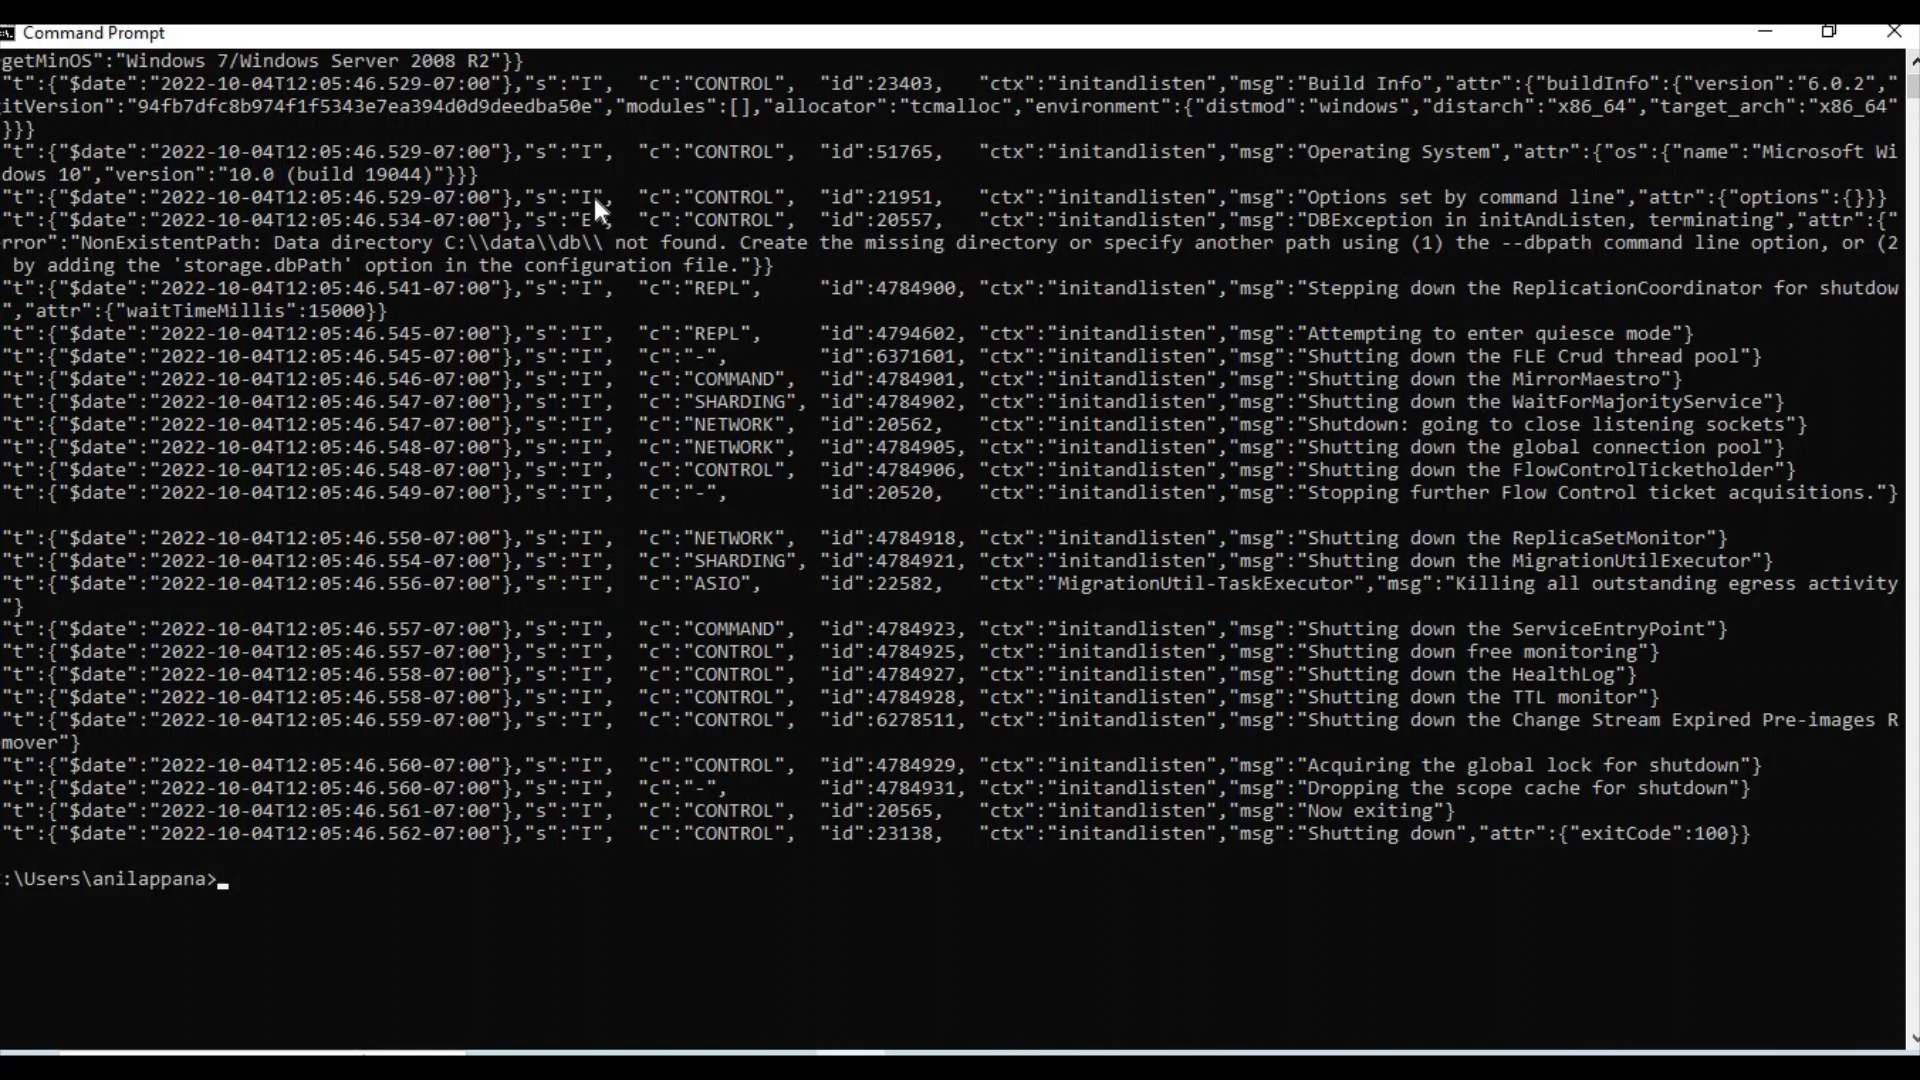 Command Prompt
getMinOS":"Windows 7/Windows Server 2008 R2"}}
"t":{"$date":"2022-10-04T12:05:46.529-07:00"},"s":"I", "c":"CONTROL", "id":23403, "ctx":"initandlisten","msg":"Build Info","attr":{"buildInfo":{"version":"6.0.2","
itVersion":"94fb7dfc8b974f1f5343e7ea394d0d9deedba50e","modules":[],"allocator":"tcmalloc","environment":{"distmod":"windows","distarch":"x86_64","target_arch":"x86_64"
}}}
"t":{"$date":"2022-10-04T12:05:46.529-07:00"},"s":"I", "c":"CONTROL", "id":51765, "ctx":"initandlisten","msg":"Operating System","attr":{"os":{"name":"Microsoft Wi
dows 10","version":"10.0 (build 19044)"}}}
"t":{"$date":"2022-10-04T12:05:46.529-07:00"},"s":"I", "c":"CONTROL", "id":21951, "ctx":"initandlisten","msg":"Options set by command line","attr":{"options":{}}}
"t":{"$date":"2022-10-04T12:05:46.534-07:00"},"s":"E", "c":"CONTROL", "id":20557, "ctx":"initandlisten","msg":"DBException in initAndListen, terminating","attr":{"
rror":"NonExistentPath: Data directory C:\\data\\db\\ not found. Create the missing directory or specify another path using (1) the --dbpath command line option, or (2
by adding the 'storage.dbPath' option in the configuration file."}}
"t":{"$date":"2022-10-04T12:05:46.541-07:00"},"s":"I", "c":"REPL", "id":4784900, "ctx":"initandlisten","msg":"Stepping down the ReplicationCoordinator for shutdow
","attr":{"waitTimeMillis":15000}}
"t":{"$date":"2022-10-04T12:05:46.545-07:00"},"s":"I", "c":"REPL", "id":4794602, "ctx":"initandlisten","msg":"Attempting to enter quiesce mode"}
"t":{"$date":"2022-10-04T12:05:46.545-07:00"},"s":"I", "c":"-", "id":6371601, "ctx":"initandlisten","msg":"Shutting down the FLE Crud thread pool"}
"t":{"$date":"2022-10-04T12:05:46.546-07:00"},"s":"I", "c":"COMMAND", "id":4784901, "ctx":"initandlisten","msg":"Shutting down the MirrorMaestro"}
"t":{"$date":"2022-10-04T12:05:46.547-07:00"},"s":"I", "c":"SHARDING", "id":4784902, "ctx":"initandlisten","msg":"Shutting down the WaitForMajorityService"}
"t":{"$date":"2022-10-04T12:05:46.547-07:00"},"s":"I", "c":"NETWORK", "id":20562, "ctx":"initandlisten","msg":"Shutdown: going to close listening sockets"}
"t":{"$date":"2022-10-04T12:05:46.548-07:00"},"s":"I", "c":"NETWORK", "id":4784905, "ctx":"initandlisten","msg":"Shutting down the global connection pool"}
"t":{"$date":"2022-10-04T12:05:46.548-07:00"},"s":"I", "c":"CONTROL", "id":4784906, "ctx":"initandlisten","msg":"Shutting down the FlowControlTicketholder"}
"t":{"$date":"2022-10-04T12:05:46.549-07:00"},"s":"I", "c":"-", "id":20520, "ctx":"initandlisten","msg":"Stopping further Flow Control ticket acquisitions."}
"t":{"$date":"2022-10-04T12:05:46.550-07:00"},"s":"I", "c":"NETWORK", "id":4784918, "ctx":"initandlisten","msg":"Shutting down the ReplicaSetMonitor"}
"t":{"$date":"2022-10-04T12:05:46.554-07:00"},"s":"I", "c":"SHARDING", "id":4784921, "ctx":"initandlisten","msg":"Shutting down the MigrationUtilExecutor"}
"t":{"$date":"2022-10-04T12:05:46.556-07:00"},"s":"I", "c":"ASIO", "id":22582, "ctx":"MigrationUtil-TaskExecutor","msg":"Killing all outstanding egress activity
"}
"t":{"$date":"2022-10-04T12:05:46.557-07:00"},"s":"I", "c":"COMMAND", "id":4784923, "ctx":"initandlisten","msg":"Shutting down the ServiceEntryPoint"}
"t":{"$date":"2022-10-04T12:05:46.557-07:00"},"s":"I", "c":"CONTROL", "id":4784925, "ctx":"initandlisten","msg":"Shutting down free monitoring"}
"t":{"$date":"2022-10-04T12:05:46.558-07:00"},"s":"I", "c":"CONTROL", "id":4784927, "ctx":"initandlisten","msg":"Shutting down the HealthLog"}
"t":{"$date":"2022-10-04T12:05:46.558-07:00"},"s":"I", "c":"CONTROL", "id":4784928, "ctx":"initandlisten","msg":"Shutting down the TTL monitor"}
"t":{"$date":"2022-10-04T12:05:46.559-07:00"},"s":"I", "c":"CONTROL", "id":6278511, "ctx":"initandlisten","msg":"Shutting down the Change Stream Expired Pre-images R
mover"}
"t":{"$date":"2022-10-04T12:05:46.560-07:00"},"s":"I", "c":"CONTROL", "id":4784929, "ctx":"initandlisten","msg":"Acquiring the global lock for shutdown"}
"t":{"$date":"2022-10-04T12:05:46.560-07:00"},"s":"I", "c":"-", "id":4784931, "ctx":"initandlisten","msg":"Dropping the scope cache for shutdown"}
"t":{"$date":"2022-10-04T12:05:46.561-07:00"},"s":"I", "c":"CONTROL", "id":20565, "ctx":"initandlisten","msg":"Now exiting"}
"t":{"$date":"2022-10-04T12:05:46.562-07:00"},"s":"I", "c":"CONTROL", "id":23138, "ctx":"initandlisten","msg":"Shutting down","attr":{"exitCode":100}}
:\Users\anilappana>